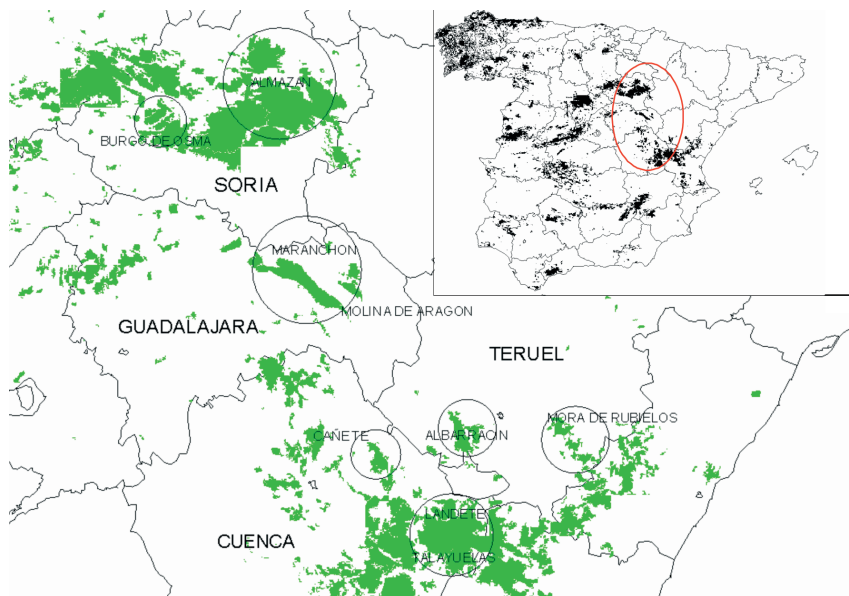 ALMAZAN
BURGO DE OSMA
SORIA
MARANCHON
MOLINA DE ARAGON
GUADALAJARA
TERUEL
MORA DE RUBIELOS
CAÑETE
ALBARRACIN
LANDETE
CUENCA
TALAYUELAS